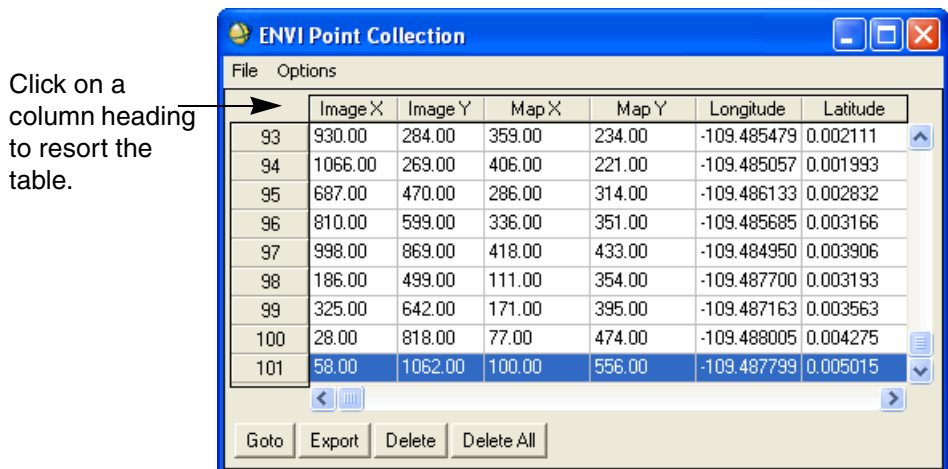 ENVI Point Collection
File Options
Click on a
column heading
to resort the
table.
Image X Image Y Map X Map Y Longitude Latitude
93 930.00 284.00 359.00 234.00 -109.485479 0.002111
94 1066.00 269.00 406.00 221.00 -109.485057 0.001993
95 687.00 470.00 286.00 314.00 -109.486133 0.002832
96 810.00 599.00 336.00 351.00 -109.485685 0.003166
97 998.00 869.00 418.00 433.00 -109.484950 0.003906
98 186.00 499.00 111.00 354.00 -109.487700 0.003193
99 325.00 642.00 171.00 395.00 -109.487163 0.003563
100 28.00 818.00 77.00 474.00 -109.488005 0.004275
101 58.00 1062.00 100.00 556.00 -109.487799 0.005015
Goto Export Delete Delete All